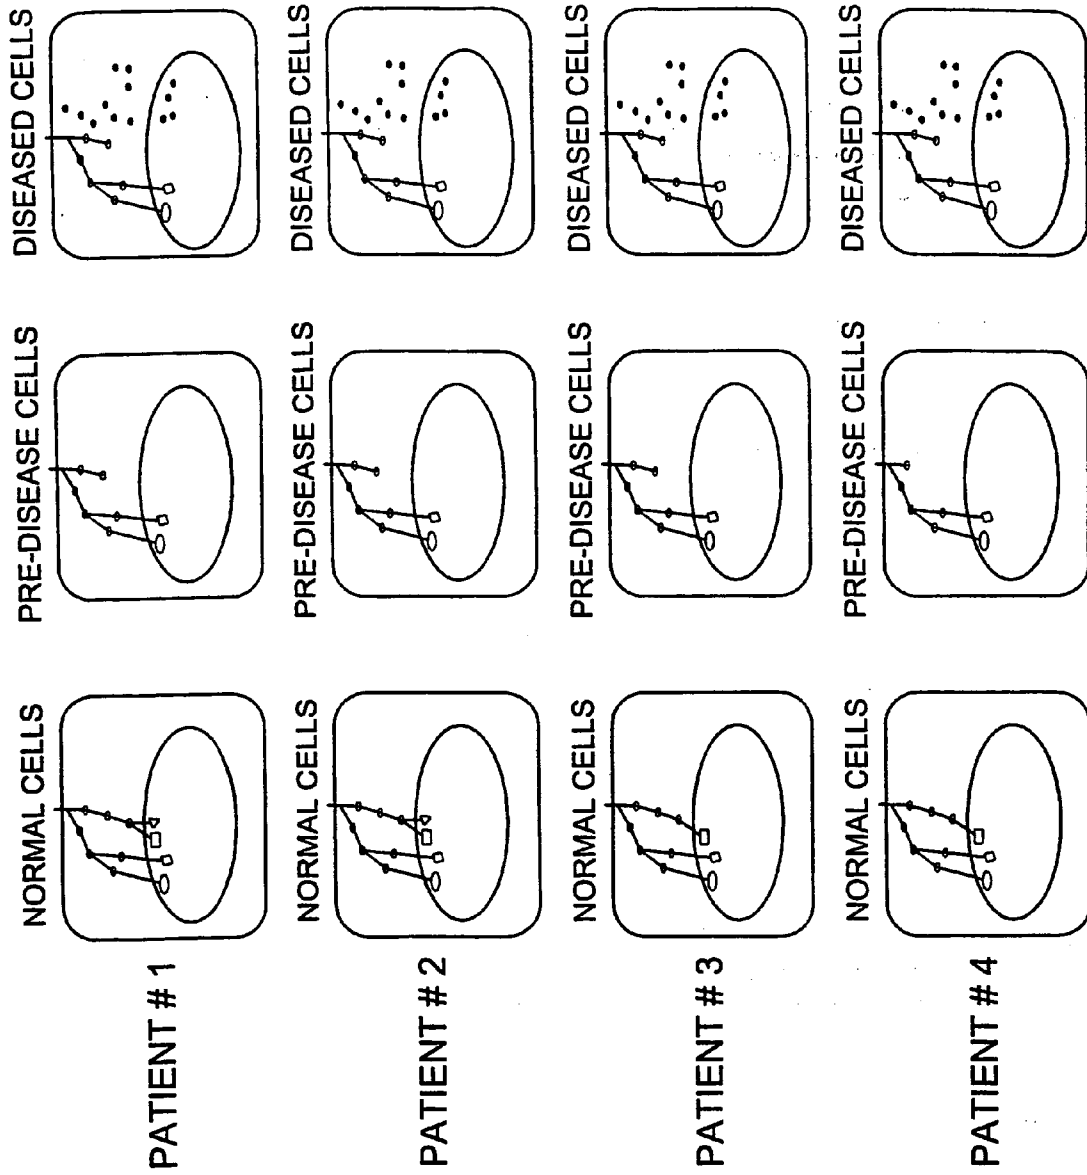 PATIENT # 1
NORMAL CELLS
PRE-DISEASE CELLS
DISEASED CELLS
PATIENT # 2
NORMAL CELLS
PRE-DISEASE CELLS
DISEASED CELLS
PATIENT # 3
NORMAL CELLS
PRE-DISEASE CELLS
DISEASED CELLS
PATIENT # 4
NORMAL CELLS
PRE-DISEASE CELLS
DISEASED CELLS